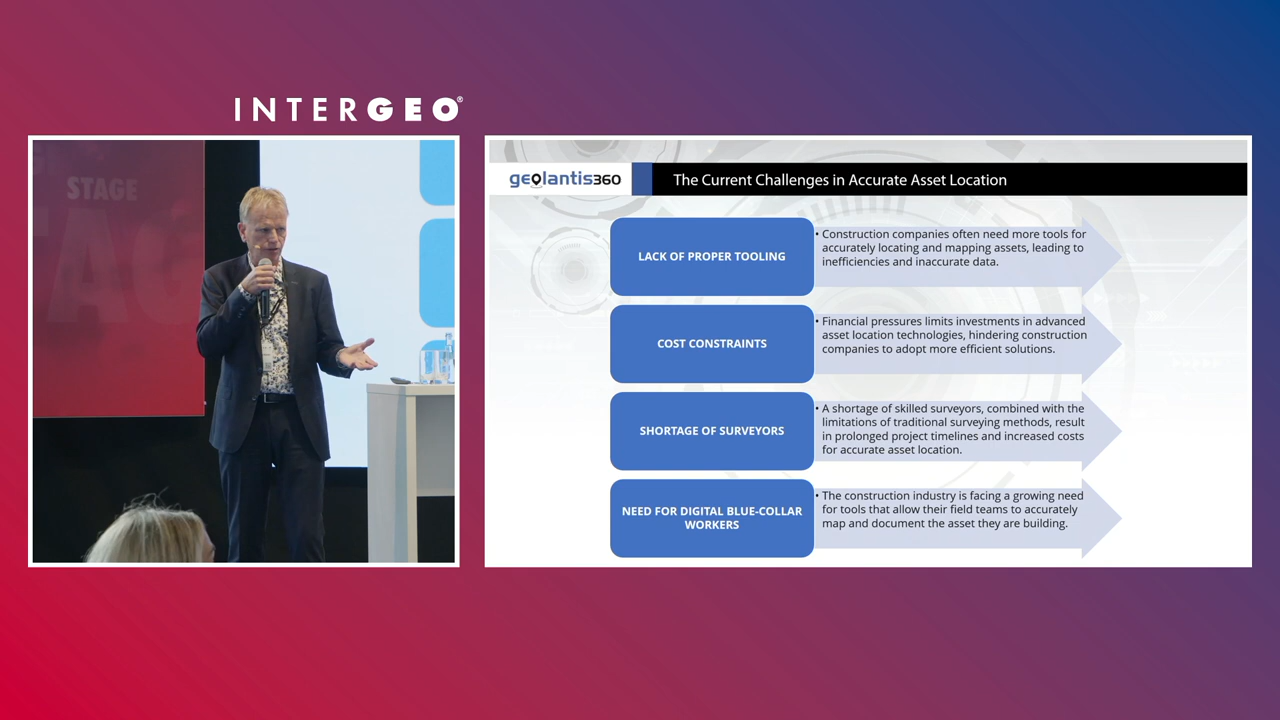 INTERGEO®
STAGE
geolantis360
The Current Challenges in Accurate Asset Location
LACK OF PROPER TOOLING
• Construction companies often need more tools for
accurately locating and mapping assets, leading to
inefficiencies and inaccurate data.
COST CONSTRAINTS
• Financial pressures limits investments in advanced
asset location technologies, hindering construction
companies to adopt more efficient solutions.
SHORTAGE OF SURVEYORS
• A shortage of skilled surveyors, combined with the
limitations of traditional surveying methods, result
in prolonged project timelines and increased costs
for accurate asset location.
NEED FOR DIGITAL BLUE-COLLAR
WORKERS
• The construction industry is facing a growing need
for tools that allow their field teams to accurately
map and document the asset they are building.